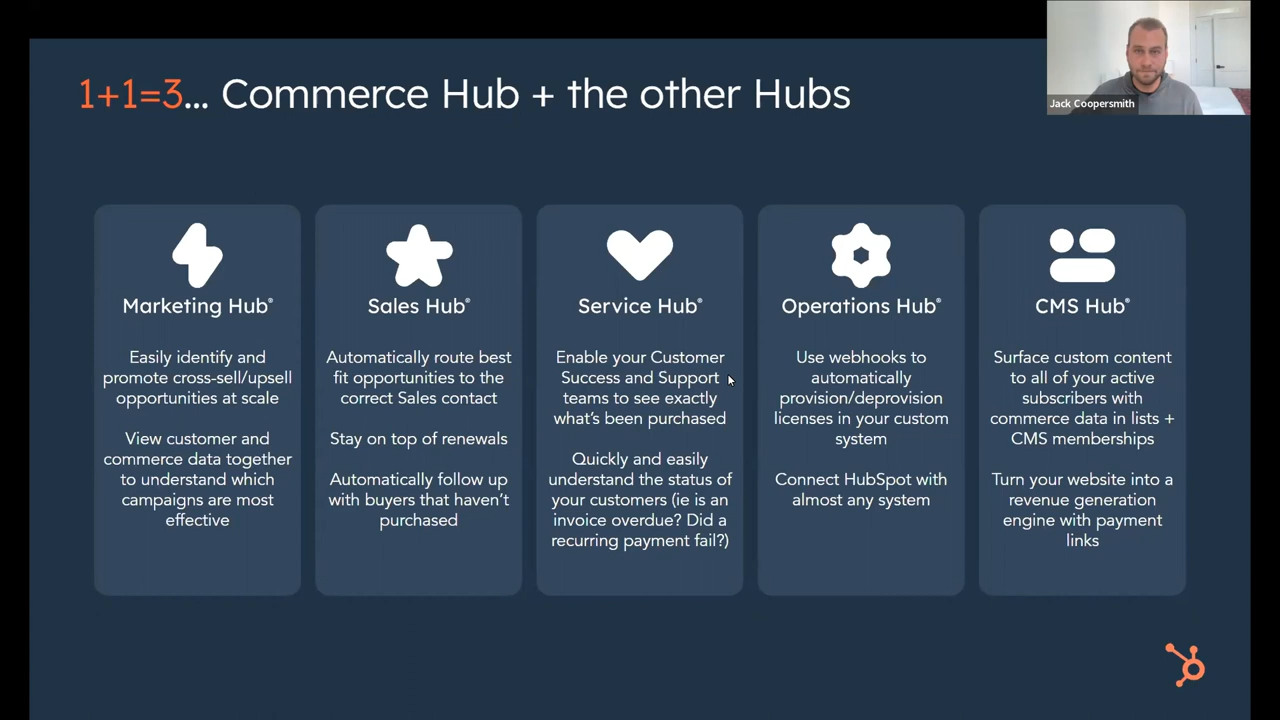 1+1=3... Commerce Hub + the other Hubs
Jack Coopersmith
Marketing Hub®
Easily identify and
promote cross-sell/upsell
opportunities at scale
View customer and
commerce data together
to understand which
campaigns are most
effective
Sales Hub®
Automatically route best
fit opportunities to the
correct Sales contact
Stay on top of renewals
Automatically follow up
with buyers that haven't
purchased
Service Hub®
Enable your Customer
Success and Support
teams to see exactly
what's been purchased
Quickly and easily
understand the status of
your customers (ie is an
invoice overdue? Did a
recurring payment fail?)
Operations Hub®
Use webhooks to
automatically
provision/deprovision
licenses in your custom
system
Connect HubSpot with
almost any system
CMS Hub®
Surface custom content
to all of your active
subscribers with
commerce data in lists +
CMS memberships
Turn your website into a
revenue generation
engine with payment
links